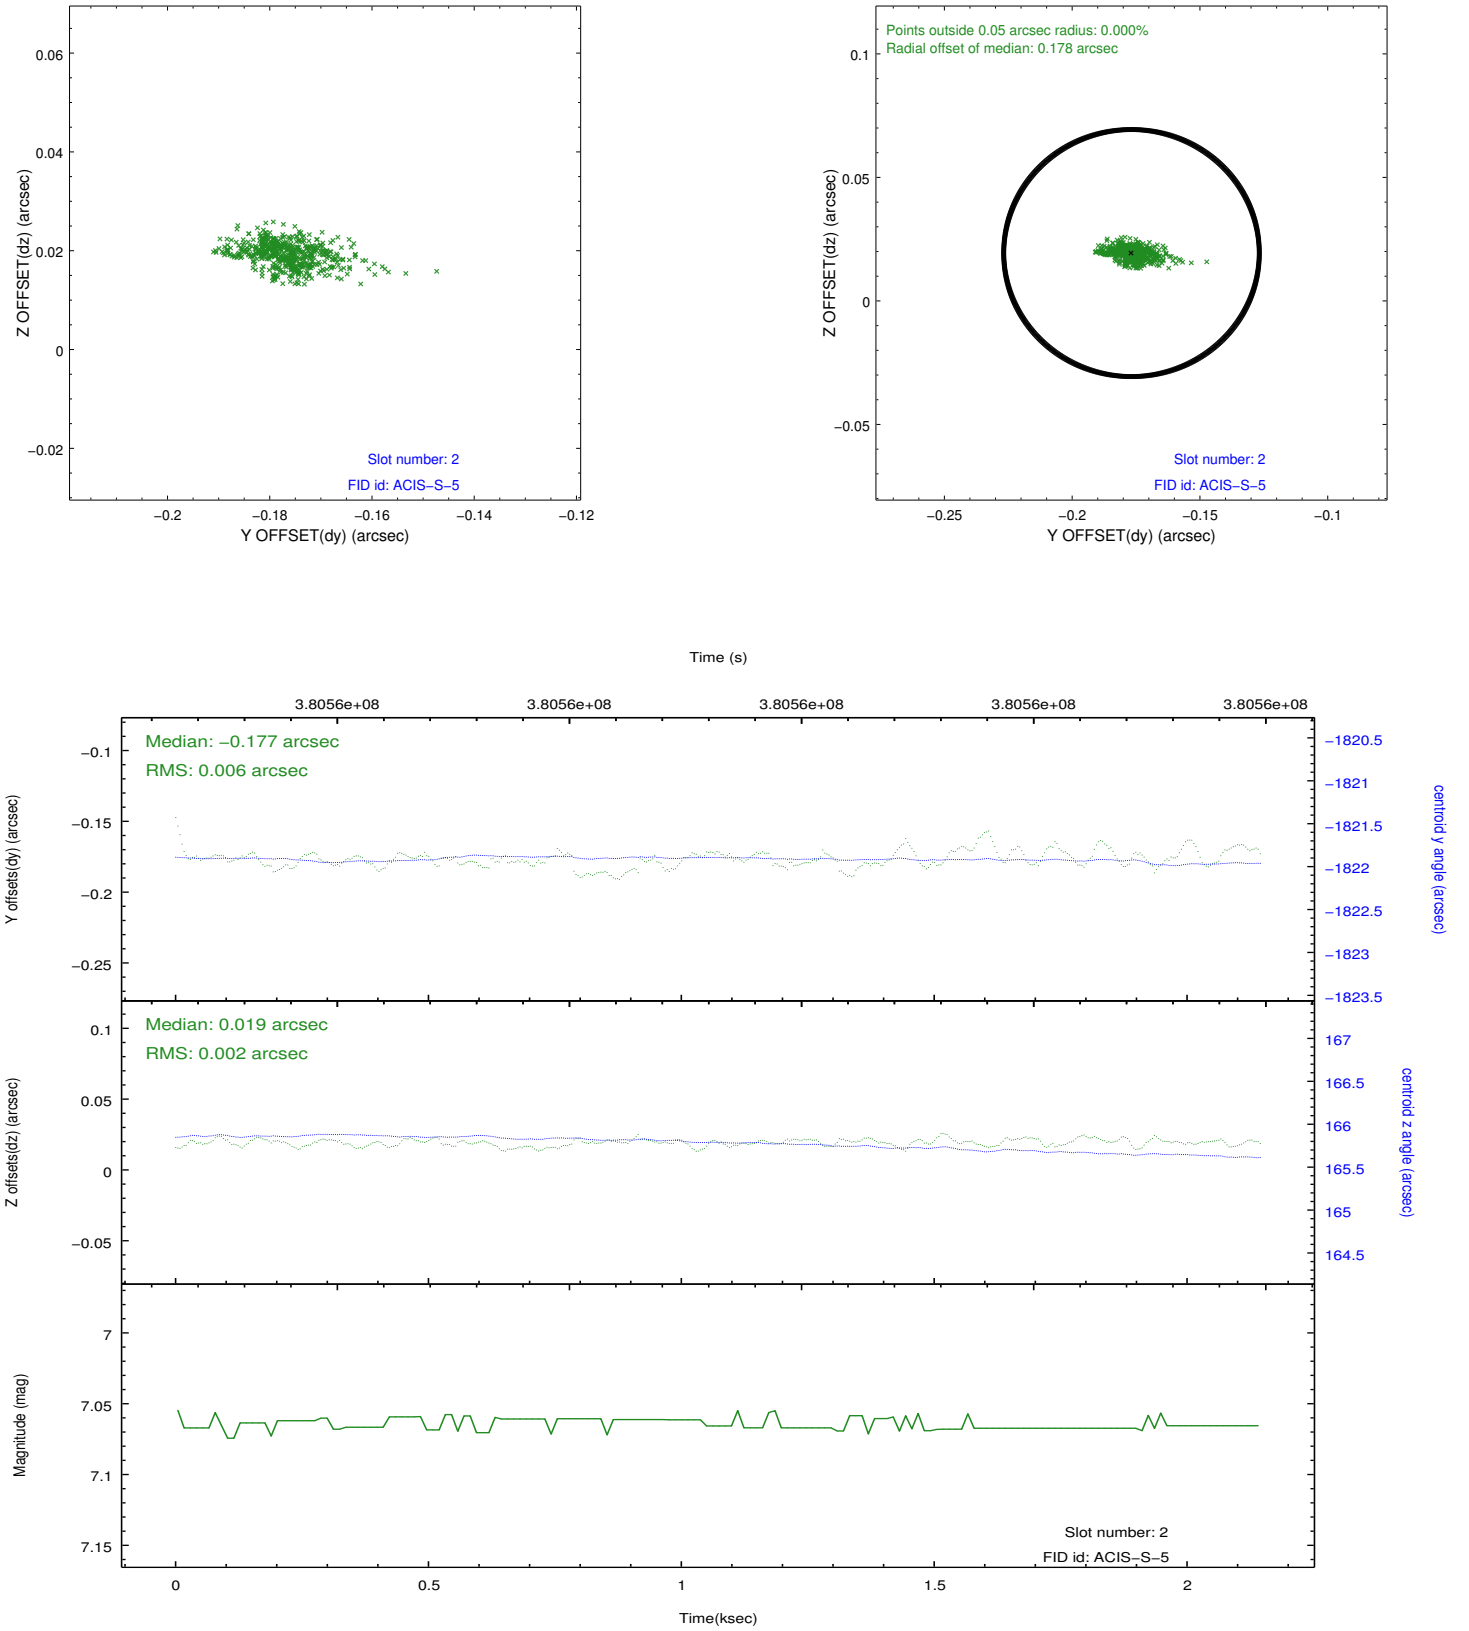 0.06
0.04
0.02
0
−0.02
Z OFFSET(dz) (arcsec)
Slot number: 2
FID id: ACIS−S−5
−0.2
−0.18
−0.16
−0.14
−0.12
Y OFFSET(dy) (arcsec)
Points outside 0.05 arcsec radius: 0.000%
Radial offset of median: 0.178 arcsec
0.1
0.05
0
−0.05
Z OFFSET(dz) (arcsec)
Slot number: 2
FID id: ACIS−S−5
−0.25
−0.2
−0.15
−0.1
Y OFFSET(dy) (arcsec)
Time (s)
3.8056e+08
3.8056e+08
3.8056e+08
3.8056e+08
3.8056e+08
Median: −0.177 arcsec
RMS: 0.006 arcsec
−0.1
−0.15
−0.2
−0.25
Y offsets(dy) (arcsec)
−1820.5
−1821
−1821.5
−1822
−1822.5
−1823
−1823.5
centroid y angle (arcsec)
Median: 0.019 arcsec
RMS: 0.002 arcsec
0.1
0.05
0
−0.05
Z offsets(dz) (arcsec)
167
166.5
166
165.5
165
164.5
centroid z angle (arcsec)
7
7.05
7.1
7.15
Magnitude (mag)
Slot number: 2
FID id: ACIS−S−5
0
0.5
1
1.5
2
Time(ksec)